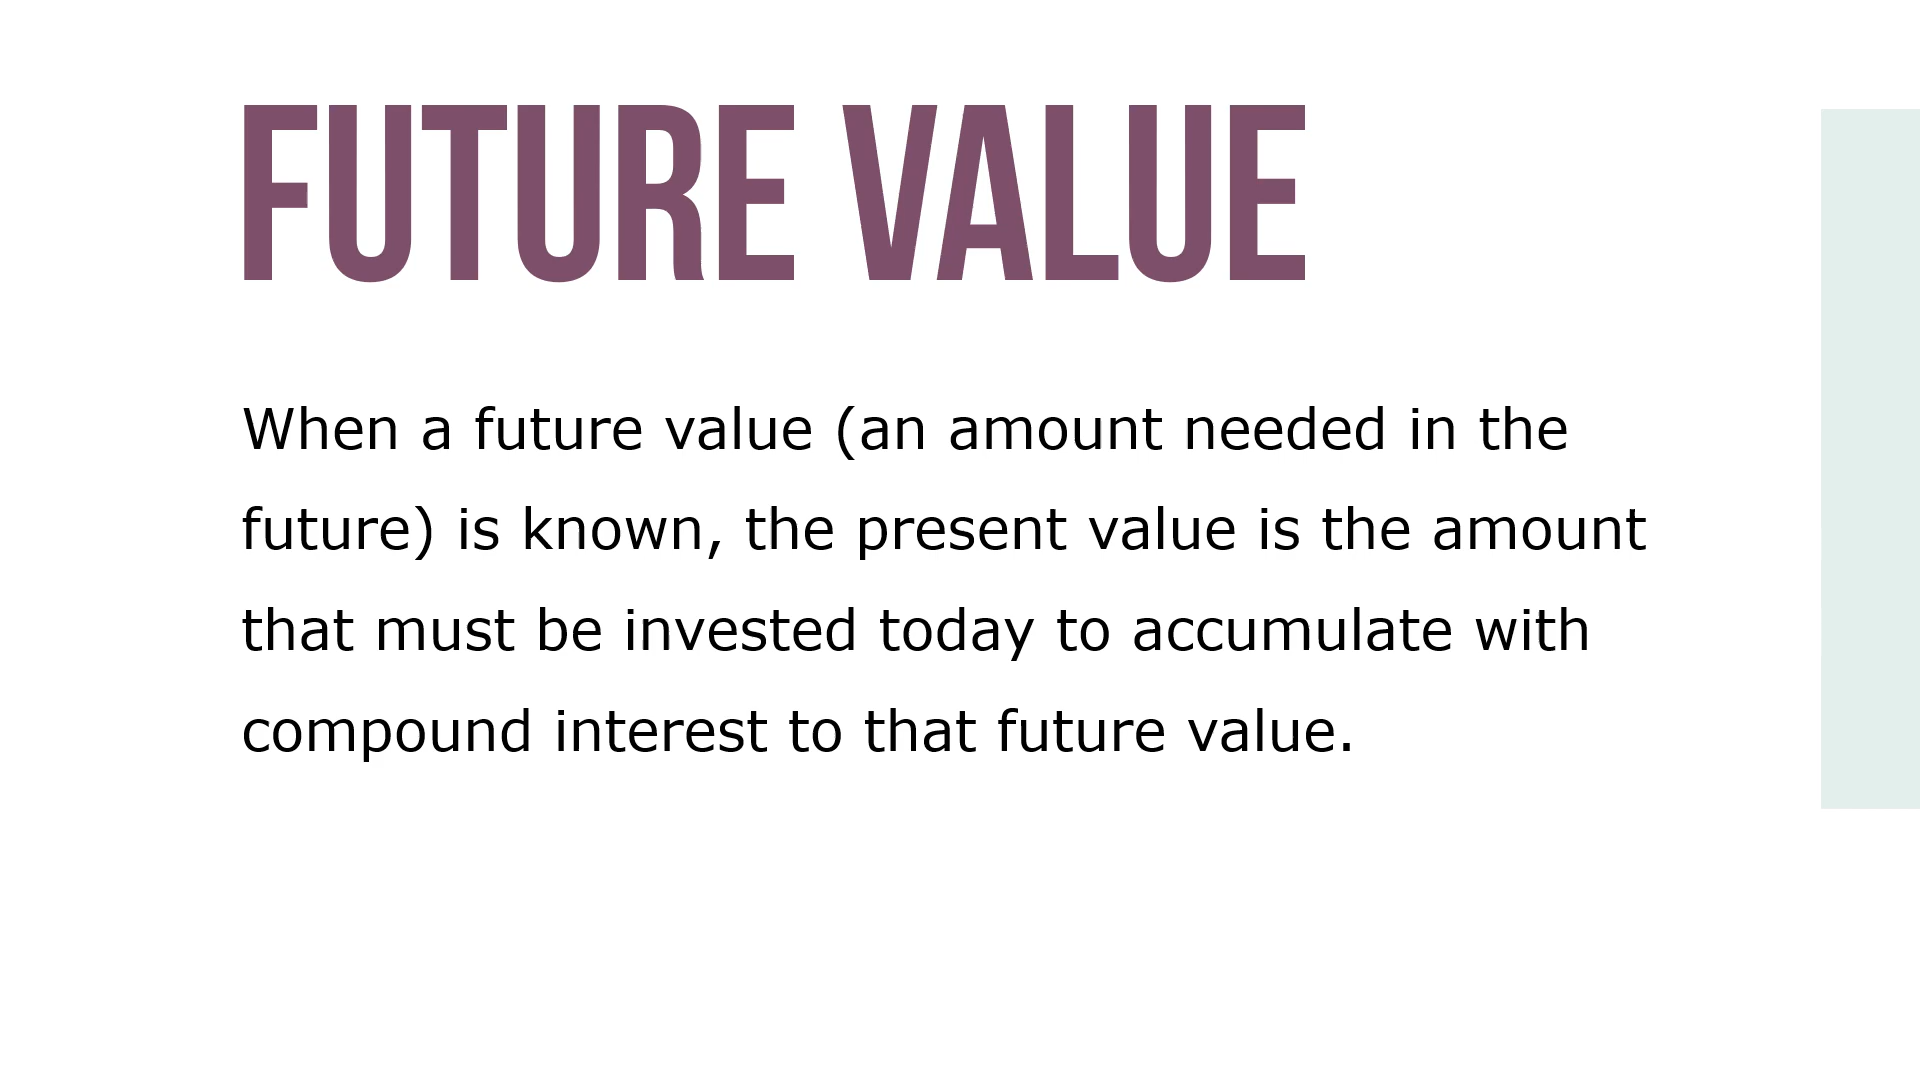 FUTURE VALUE
When a future value (an amount needed in the
future) is known, the present value is the amount
that must be invested today to accumulate with
compound interest to that future value.